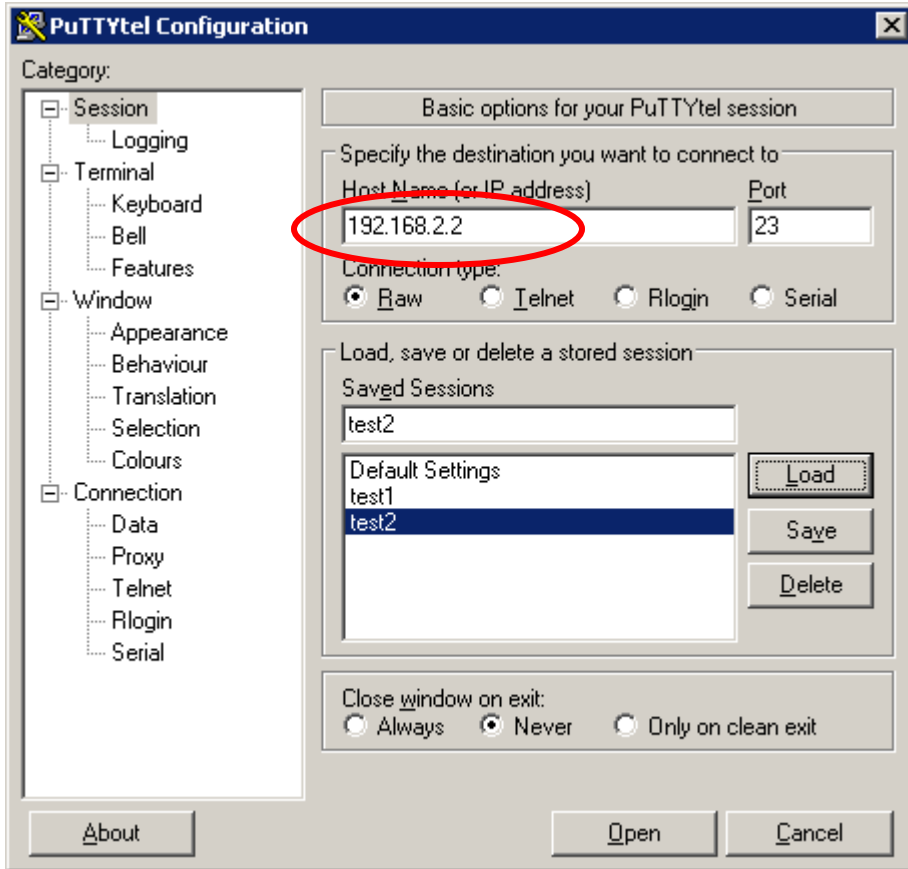 PuTTYtel Configuration
Category:
Session
Logging
Terminal
Keyboard
Bell
Features
Window
Appearance
Behaviour
Translation
Selection
Colours
Connection
Data
Proxy
Telnet
Rlogin
Serial
Basic options for your PuTTYtel session
Specify the destination you want to connect to
Host Name (or IP address) Port
192.168.2.2 23
Connection type:
Raw Telnet Rlogin Serial
Load, save or delete a stored session
Saved Sessions
test2
Default Settings
test1
test2
Load
Save
Delete
Close window on exit:
Always Never Only on clean exit
About Open Cancel